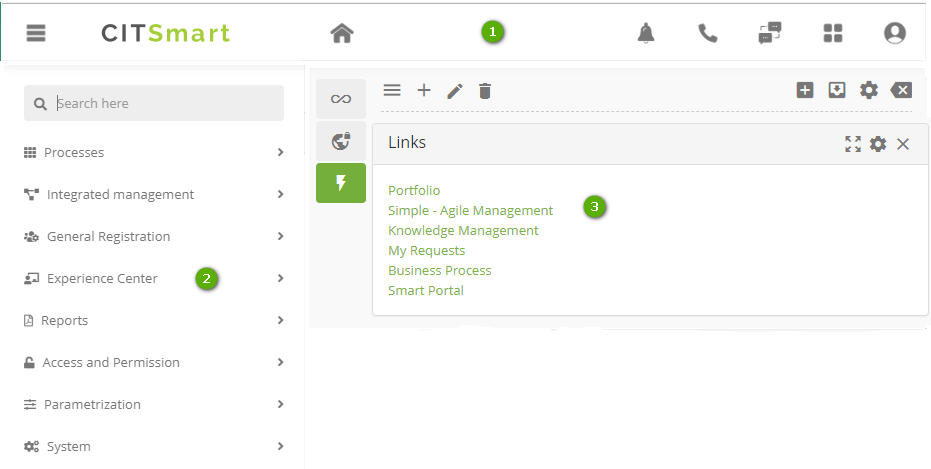 CITSmart
1
Search here
Processes
Integrated management
General Registration
Experience Center
2
Reports
Access and Permission
Parametrization
System
Links
Portfolio
Simple - Agile Management
3
Knowledge Management
My Requests
Business Process
Smart Portal